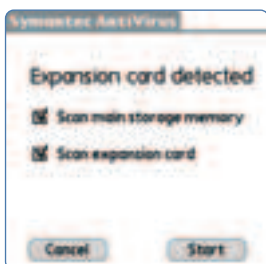 Symantec AntiVirus
Expansion card detected
Scan main storage memory
Scan expansion card
Cancel Start